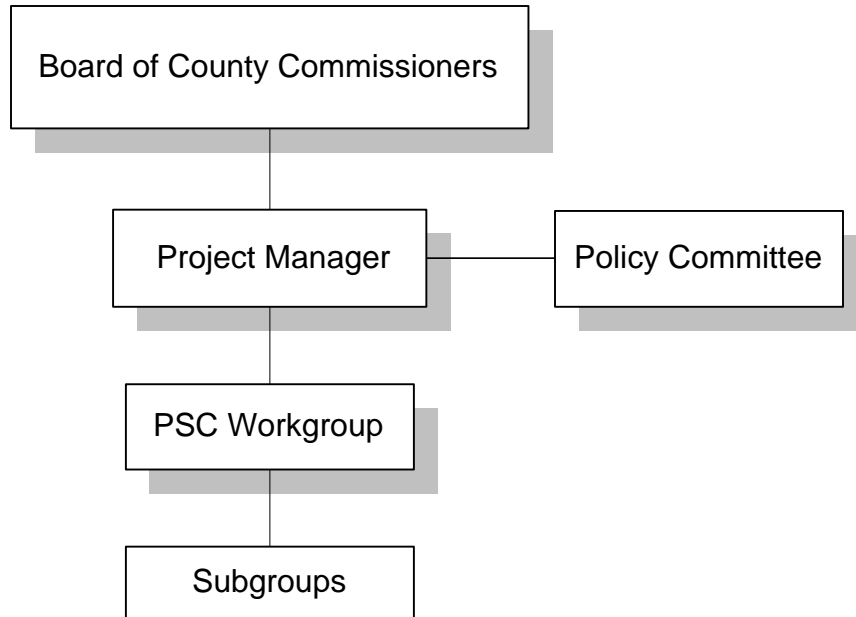 Board of County Commissioners
Project Manager
Policy Committee
PSC Workgroup
Subgroups